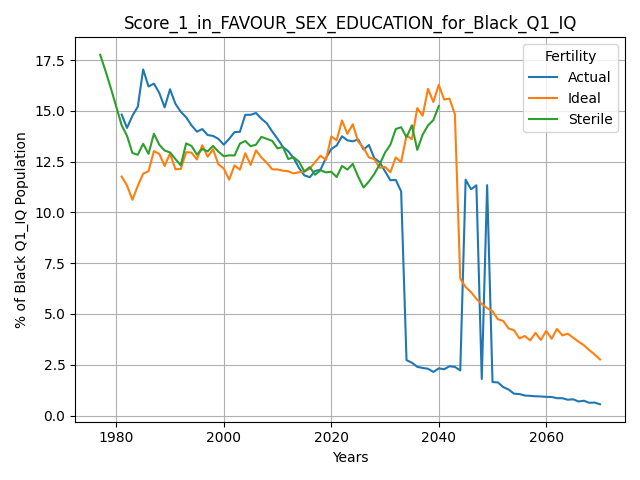 Score_1_in_FAVOUR_SEX_EDUCATION_for_Black_Q1_IQ
Fertility
Actual
Ideal
Sterile
% of Black Q1_IQ Population
17.5
15.0
12.5
10.0
7.5
5.0
2.5
0.0
1980
2000
2020
2040
2060
Years